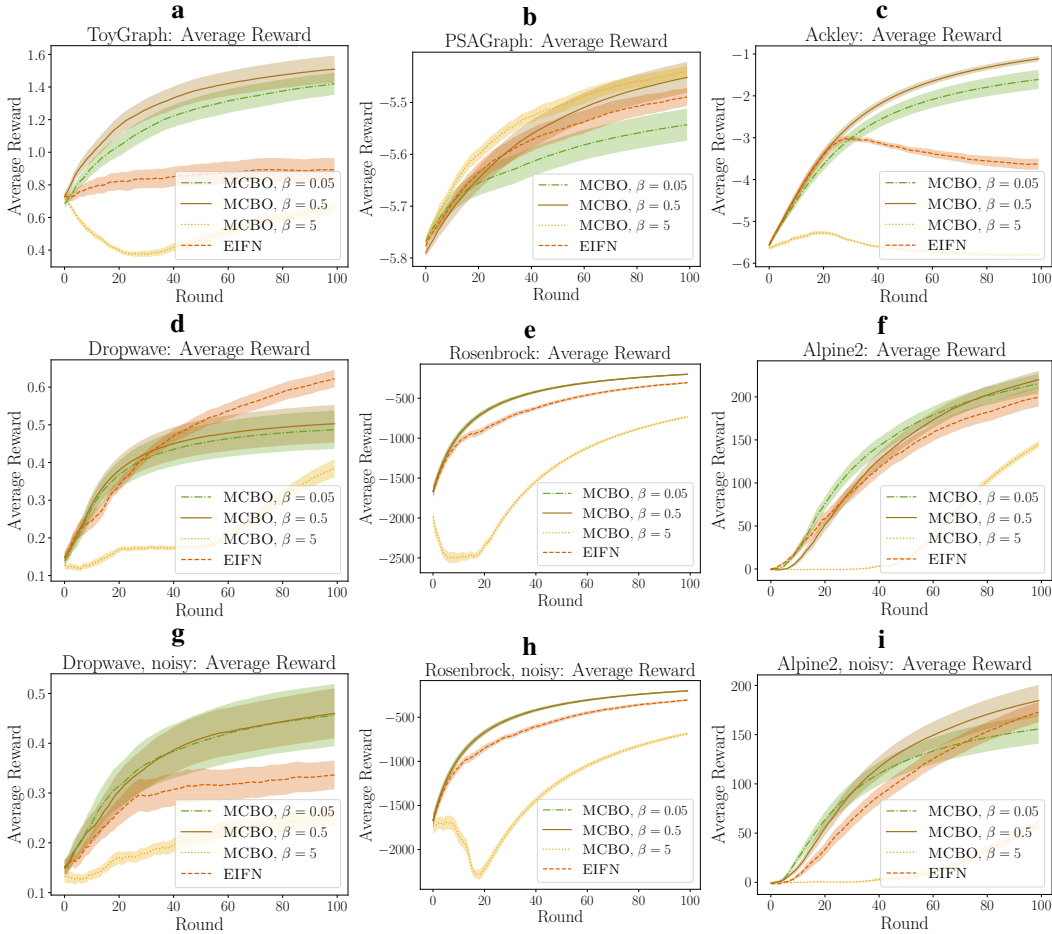 a
ToyGraph: Average Reward
Average Reward
1.6
1.4
1.2
1.0
0.8
0.6
0.4
0 20 40 60 80 100
Round
MCBO, β = 0.05
MCBO, β = 0.5
MCBO, β = 5
EIFN
b
PSAGraph: Average Reward
Average Reward
−5.5
−5.6
−5.7
−5.8
0 20 40 60 80 100
Round
MCBO, β = 0.05
MCBO, β = 0.5
MCBO, β = 5
EIFN
c
Ackley: Average Reward
Average Reward
−1
−2
−3
−4
−5
−6
0 20 40 60 80 100
Round
MCBO, β = 0.05
MCBO, β = 0.5
MCBO, β = 5
EIFN
d
Dropwave: Average Reward
Average Reward
0.6
0.5
0.4
0.3
0.2
0.1
0 20 40 60 80 100
Round
MCBO, β = 0.05
MCBO, β = 0.5
MCBO, β = 5
EIFN
e
Rosenbrock: Average Reward
Average Reward
−500
−1000
−1500
−2000
−2500
0 20 40 60 80 100
Round
MCBO, β = 0.05
MCBO, β = 0.5
MCBO, β = 5
EIFN
f
Alpine2: Average Reward
Average Reward
200
150
100
50
0
0 20 40 60 80 100
Round
MCBO, β = 0.05
MCBO, β = 0.5
MCBO, β = 5
EIFN
g
Dropwave, noisy: Average Reward
Average Reward
0.5
0.4
0.3
0.2
0.1
0 20 40 60 80 100
Round
MCBO, β = 0.05
MCBO, β = 0.5
MCBO, β = 5
EIFN
h
Rosenbrock, noisy: Average Reward
Average Reward
−500
−1000
−1500
−2000
0 20 40 60 80 100
Round
MCBO, β = 0.05
MCBO, β = 0.5
MCBO, β = 5
EIFN
i
Alpine2, noisy: Average Reward
Average Reward
200
150
100
50
0
0 20 40 60 80 100
Round
MCBO, β = 0.05
MCBO, β = 0.5
MCBO, β = 5
EIFN